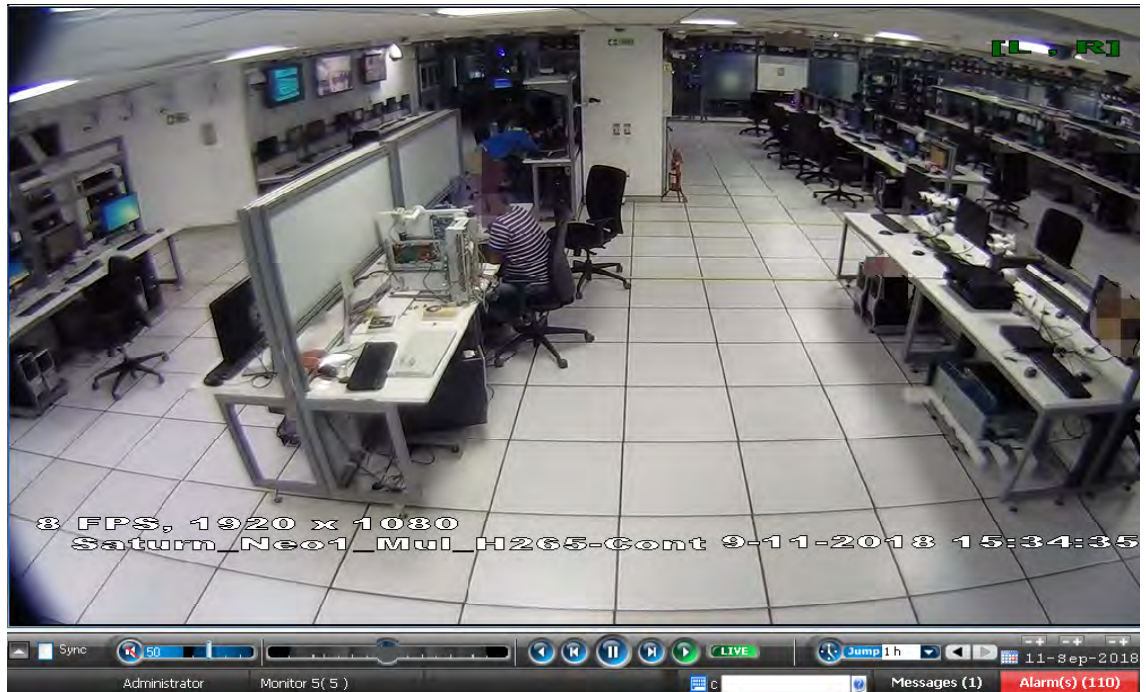 [L , R]
8 FPS, 1920 x 1080
Saturn_Neo1_Mul_H265-Cont 9-11-2018 15:34:35
Sync
50
LIVE
Jump 1 h
11-Sep-2018
Administrator
Monitor 5( 5 )
c
Messages (1)
Alarm(s) (110)